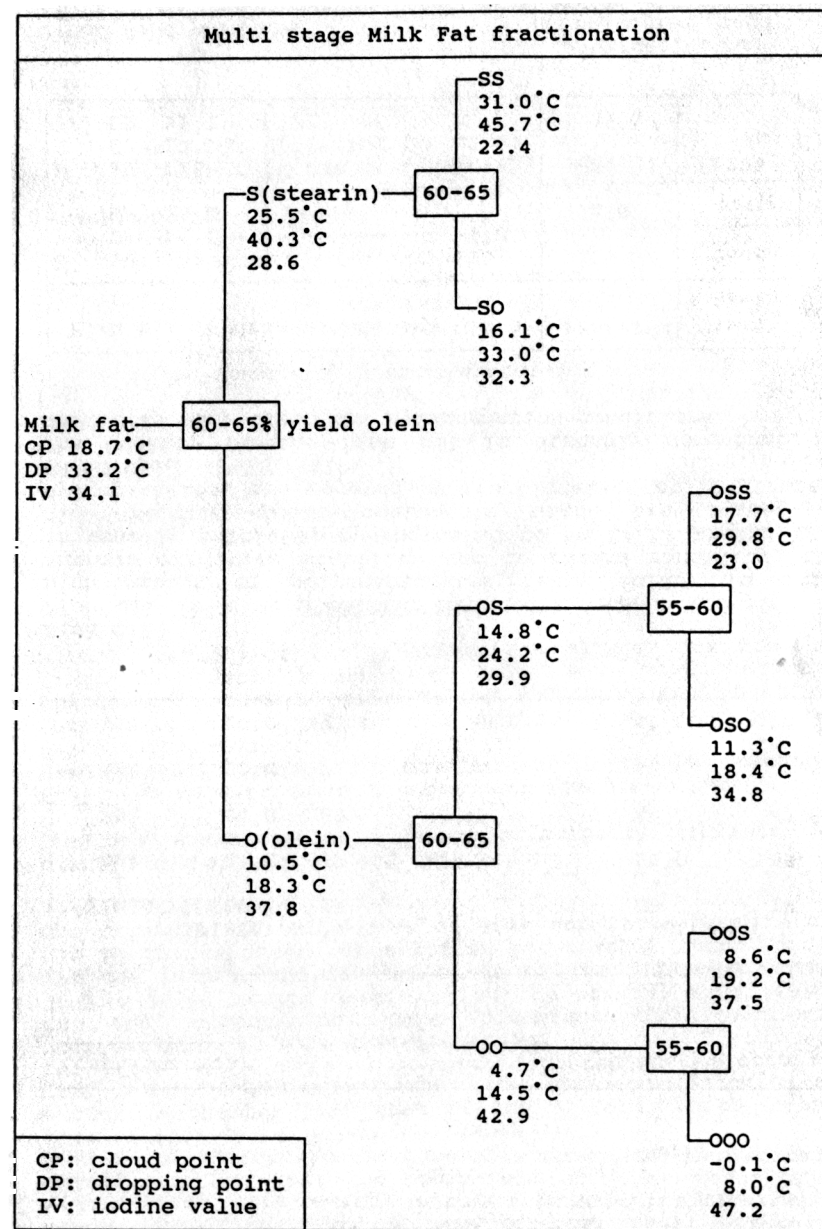 Multi stage Milk Fat fractionation
SS
31.0°C
45.7°C
22.4
S(stearin)
25.5°C
40.3°C
28.6
60-65
SO
16.1°C
33.0°C
32.3
Milk fat
CP 18.7°C
DP 33.2°C
IV 34.1
60-65% yield olein
OSS
17.7°C
29.8°C
23.0
OS
14.8°C
24.2°C
29.9
55-60
OSO
11.3°C
18.4°C
34.8
O(olein)
10.5°C
18.3°C
37.8
60-65
OOS
8.6°C
19.2°C
37.5
OO
4.7°C
14.5°C
42.9
55-60
OOO
-0.1°C
8.0°C
47.2
CP: cloud point
DP: dropping point
IV: iodine value